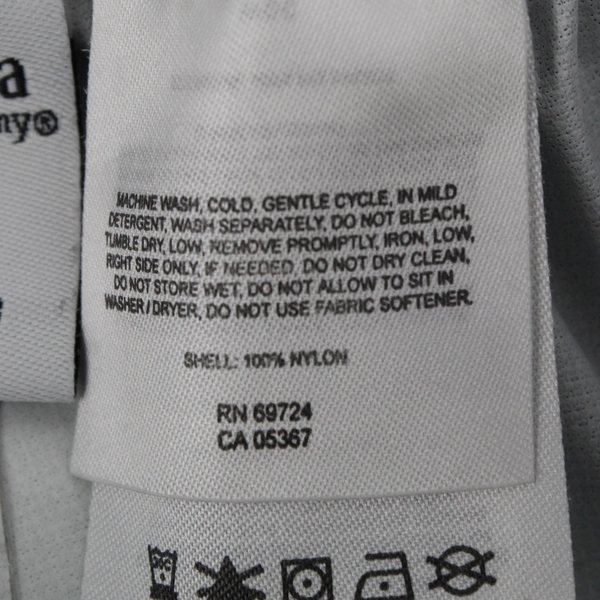 a
ny®
MACHINE WASH, COLD, GENTLE CYCLE, IN MILD
DETERGENT, WASH SEPARATELY, DO NOT BLEACH,
TUMBLE DRY, LOW, REMOVE PROMPTLY, IRON, LOW,
RIGHT SIDE ONLY, IF NEEDED, DO NOT DRY CLEAN,
DO NOT STORE WET, DO NOT ALLOW TO SIT IN
WASHER / DRYER, DO NOT USE FABRIC SOFTENER.
SHELL: 100% NYLON
RN 69724
CA 05367